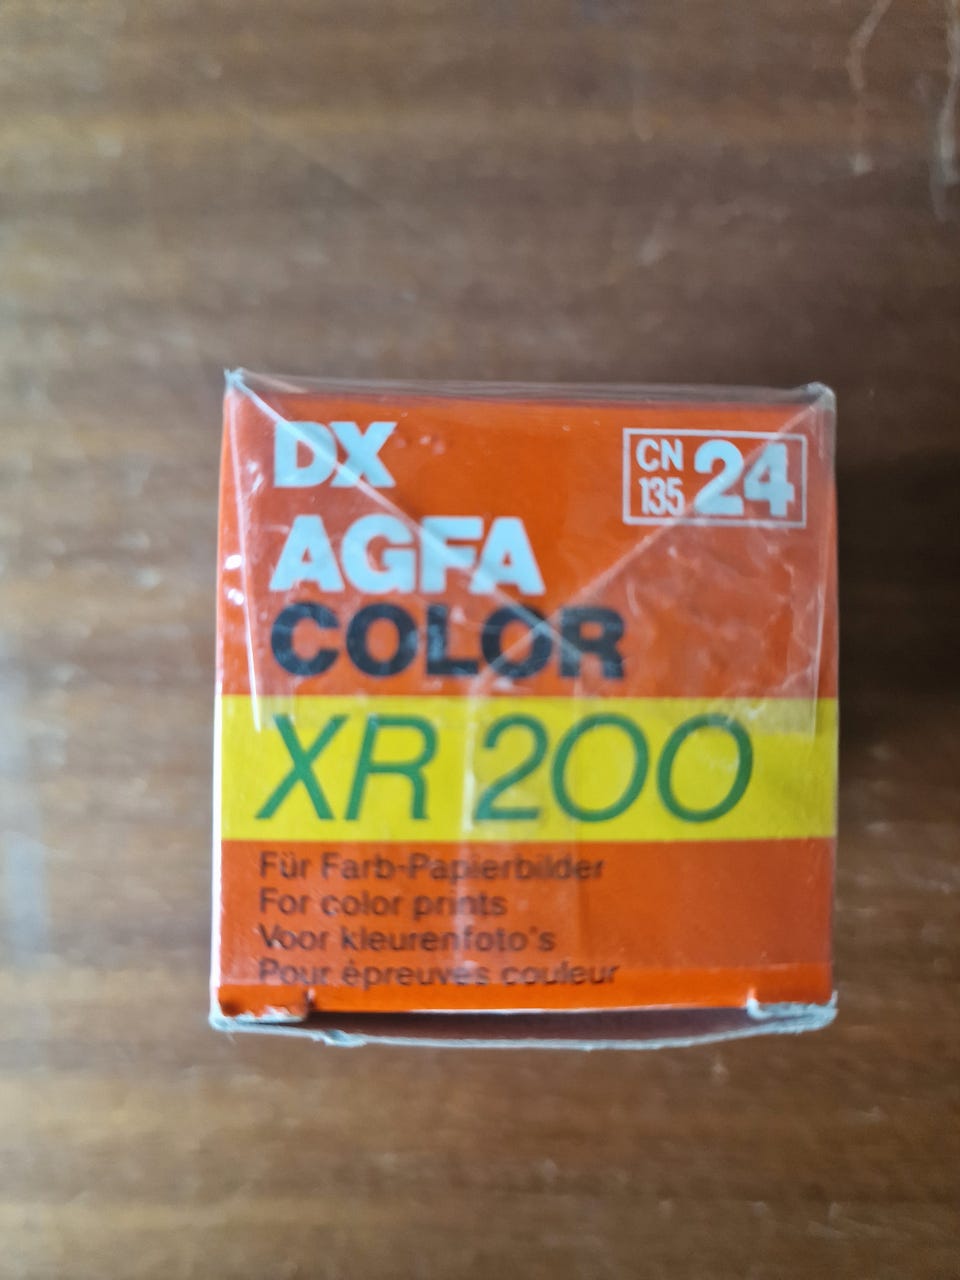 DX
CN
135 24
AGFA
COLOR
XR 200
Für Farb-Papierbilder
For color prints
Voor kleurenfoto's
Pour épreuves couleur